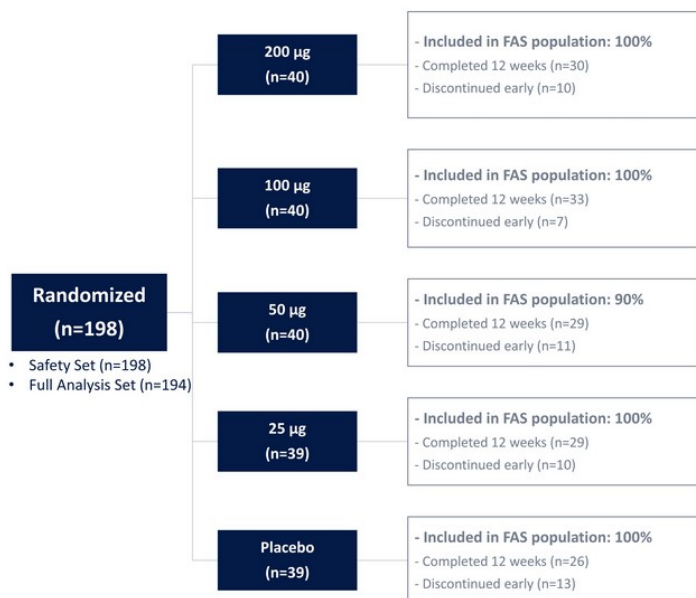 200 µg
(n=40)
- Included in FAS population: 100%
- Completed 12 weeks (n=30)
- Discontinued early (n=10)
100 µg
(n=40)
- Included in FAS population: 100%
- Completed 12 weeks (n=33)
- Discontinued early (n=7)
Randomized
(n=198)
• Safety Set (n=198)
• Full Analysis Set (n=194)
50 µg
(n=40)
- Included in FAS population: 90%
- Completed 12 weeks (n=29)
- Discontinued early (n=11)
25 µg
(n=39)
- Included in FAS population: 100%
- Completed 12 weeks (n=29)
- Discontinued early (n=10)
Placebo
(n=39)
- Included in FAS population: 100%
- Completed 12 weeks (n=26)
- Discontinued early (n=13)